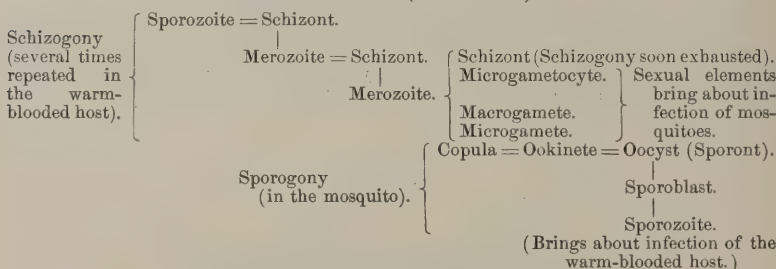 Sporozoite = Schizont.
Schizogony
(several times
repeated in
the warm-
blooded host).
Merozoite = Schizont.
Merozoite.
Schizont (Schizogony soon exhausted).
Microgametocyte.
Macrogamete.
Microgamete.
Sexual elements
bring about in-
fection of mos-
quitoes.
Sporogony
(in the mosquito).
Copula = Ookinete = Oocyst (Sporont).
Sporoblast.
Sporozoite.
(Brings about infection of the
warm-blooded host.)